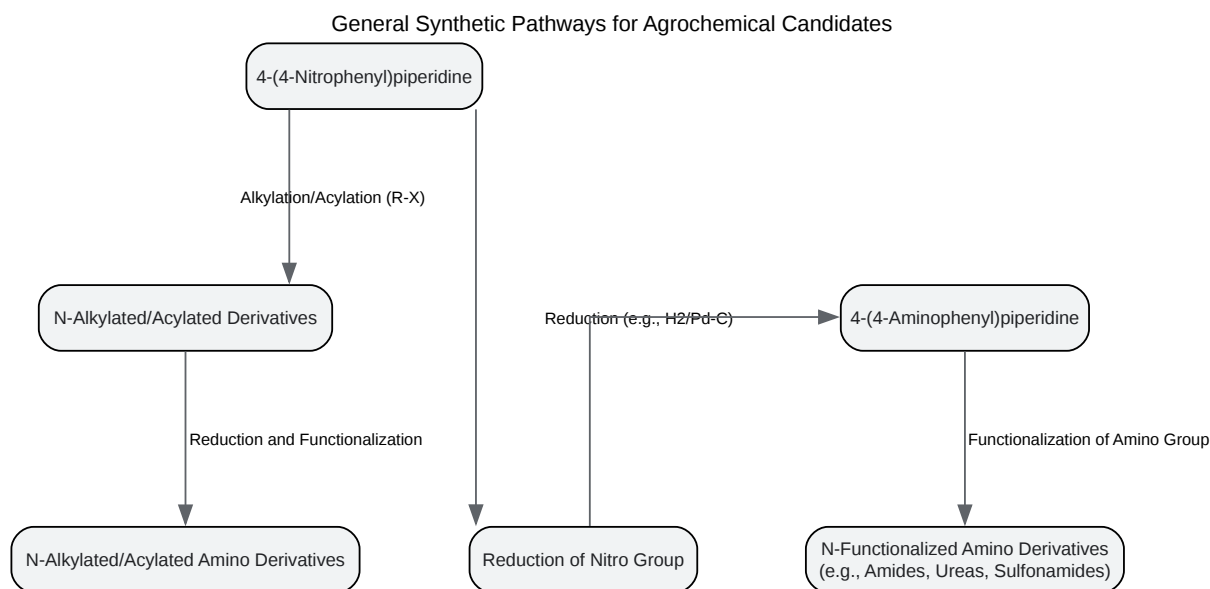 General Synthetic Pathways for Agrochemical Candidates
4-(4-Nitrophenyl)piperidine
Alkylation/Acylation (R-X)
N-Alkylated/Acylated Derivatives
Reduction (e.g., H2/Pd-C)
4-(4-Aminophenyl)piperidine
Reduction and Functionalization
Functionalization of Amino Group
N-Alkylated/Acylated Amino Derivatives
Reduction of Nitro Group
N-Functionalized Amino Derivatives
(e.g., Amides, Ureas, Sulfonamides)